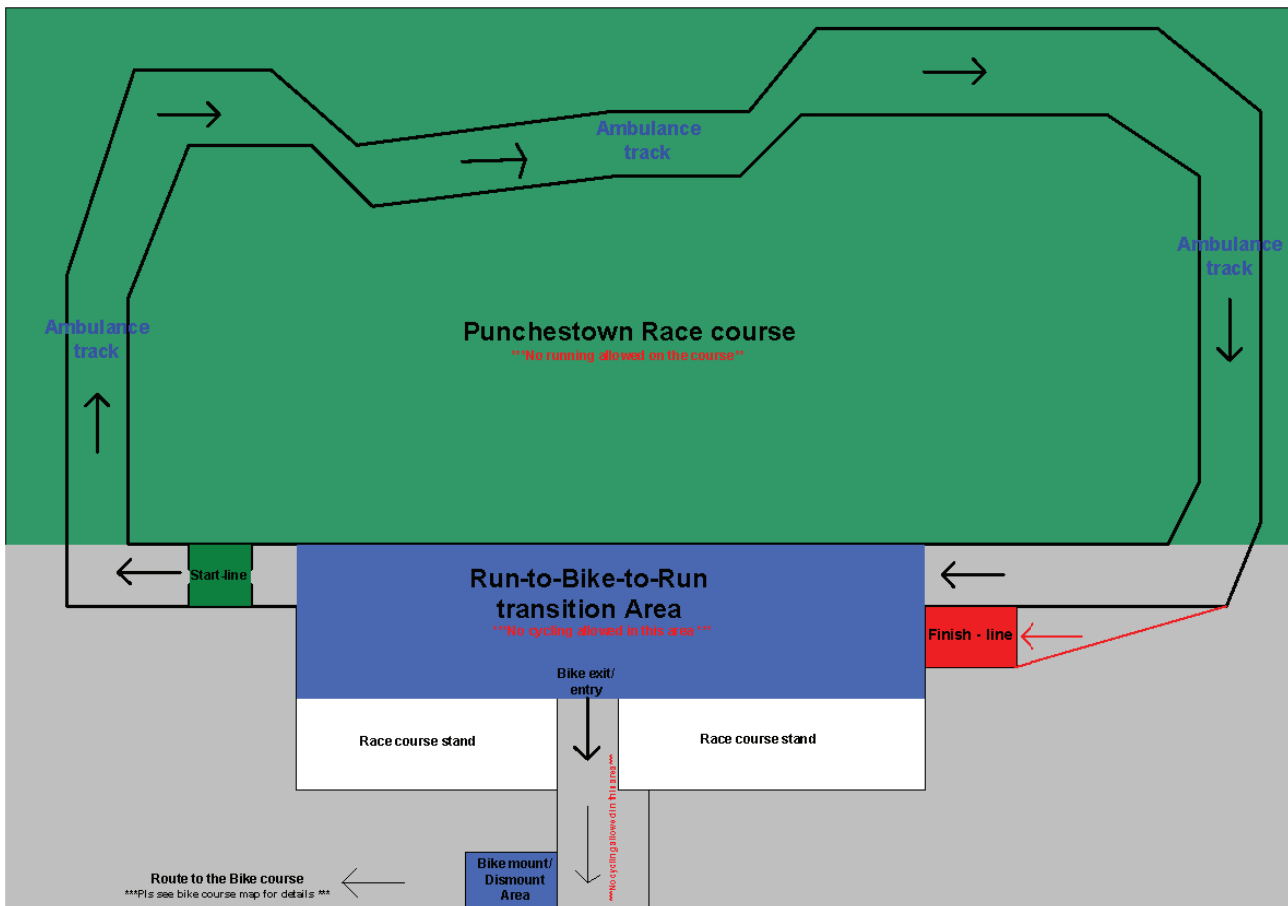 Ambulance
track
Ambulance
track
Ambulance
track
Punchestown Race course
***No running allowed on the course**
Start-line
Run-to-Bike-to-Run
transition Area
***No cycling allowed in this area ***
Finish - line
Bike exit/
entry
Race course stand
Race course stand
***No cycling allowed in this area***
Bike mount/
Dismount
Area
Route to the Bike course
***Pls see bike course map for details ***